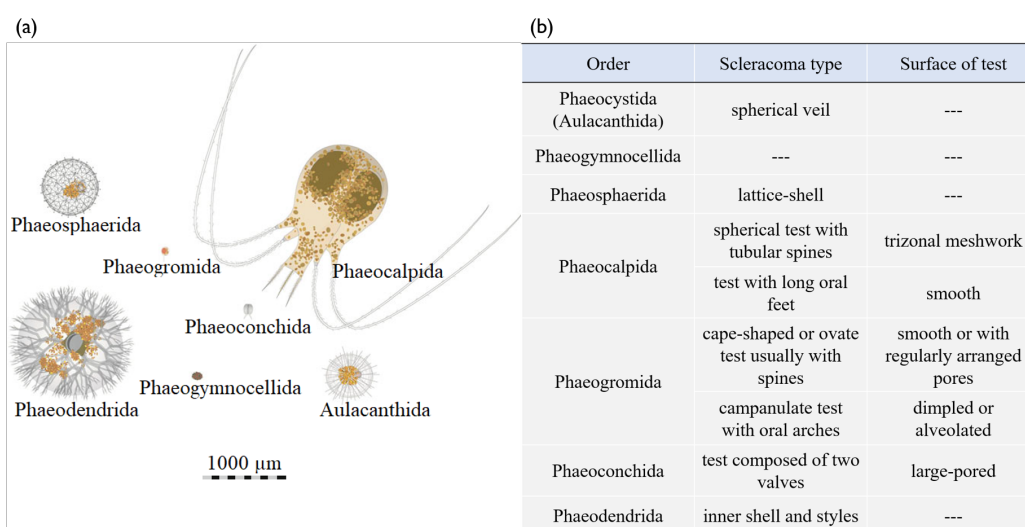 (a)
Phaeosphaerida
Phaeogromida
Phaeocalpida
Phaeoconchida
Phaeodendrida
Phaeogymnocellida
Aulacanthida
1000 µm
(b)
Order Scleracoma type Surface of test
Phaeocystida
(Aulacanthida)
spherical veil
---
Phaeogymnocellida --- ---
Phaeosphaerida lattice-shell ---
Phaeocalpida
spherical test with
tubular spines
trizonal meshwork
test with long oral
feet
smooth
Phaeogromida
cape-shaped or ovate
test usually with
spines
smooth or with
regularly arranged
pores
campanulate test
with oral arches
dimpled or
alveolated
Phaeoconchida
test composed of two
valves
large-pored
Phaeodendrida inner shell and styles ---